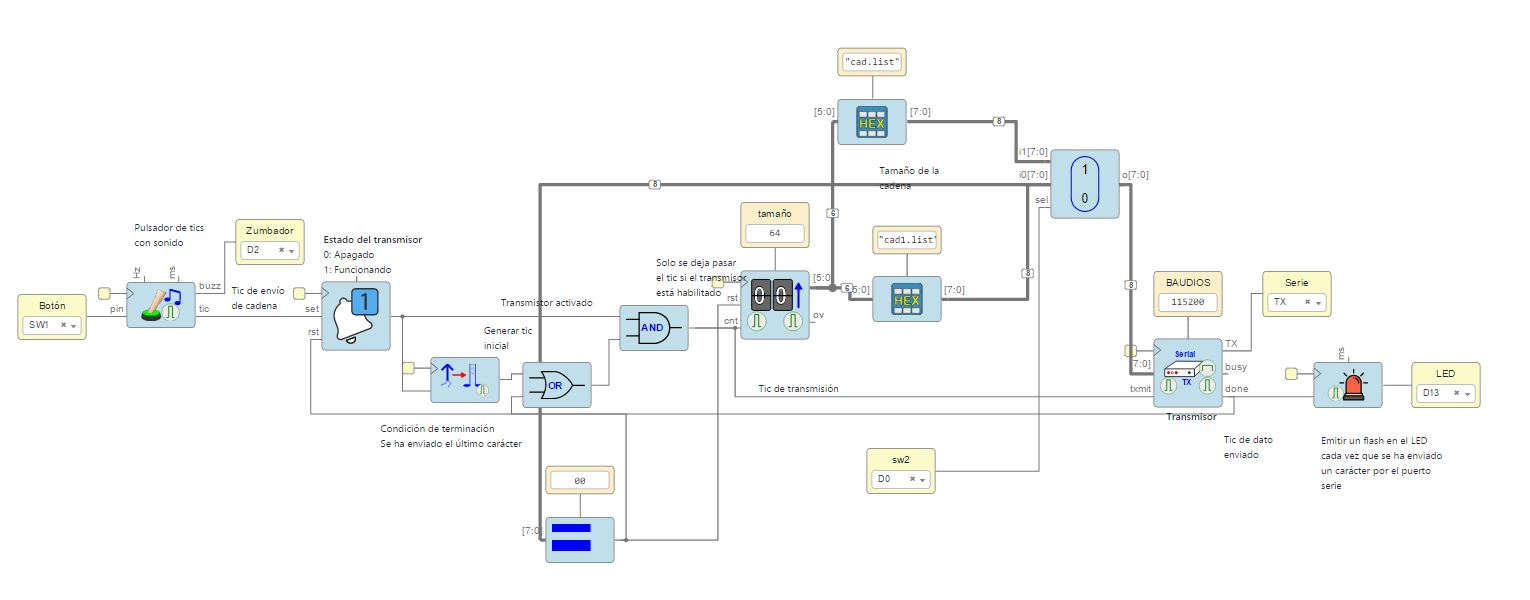 "cad.list"
[5:0]
[7:0]
HEX
8
i1[7:0]
Tamaño de la
cadena
i0[7:0]
1
0
o[7:0]
sel
8
6
tamaño
64
"cad1.list"
Pulsador de tics
con sonido
Zumbador
D2
Estado del transmisor
0: Apagado
1: Funcionando
Solo se deja pasar
el tic si el transmisor
está habilitado
[5:0
6
5:0]
[7:0]
HEX
8
8
BAUDIOS
115200
Serie
TX
Hz
ms
buzz
Tic de envío
de cadena
Botón
SW1
pin
tic
set
rst
1
Transmistor activado
Generar tic
inicial
AND
rst
cnt
00
ov
OR
Tic de transmisión
7:0]
txmit
Serial
TX
TX
busy
done
Transmisor
ms
LED
D13
Condición de terminación
Se ha enviado el último carácter
Tic de dato
enviado
Emitir un flash en el LED
cada vez que se ha enviado
un carácter por el puerto
serie
sw2
D0
00
[7:0